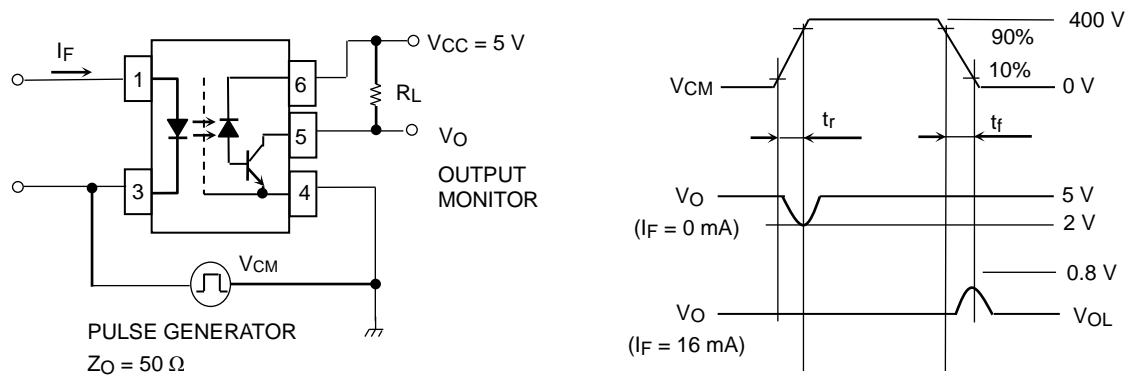 IF
1
3
6
5
4
VCC = 5 V
RL
VO
OUTPUT
MONITOR
VCM
PULSE GENERATOR
ZO = 50 Ω
400 V
90%
10%
VCM
0 V
tr
tf
VO
5 V
(IF = 0 mA)
2 V
0.8 V
VO
VOL
(IF = 16 mA)